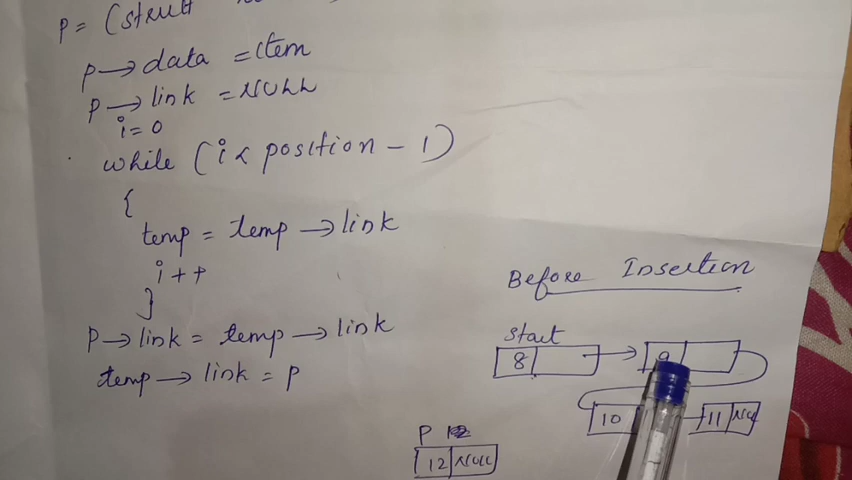 P = (struct
P → data = item
P → link = NULL
i = 0
while (i < position - 1)
{
temp = temp → link
i++
}
P → link = temp → link
temp → link = P
Before Insertion
Start
8
9
10
11 NULL
P
12 NULL